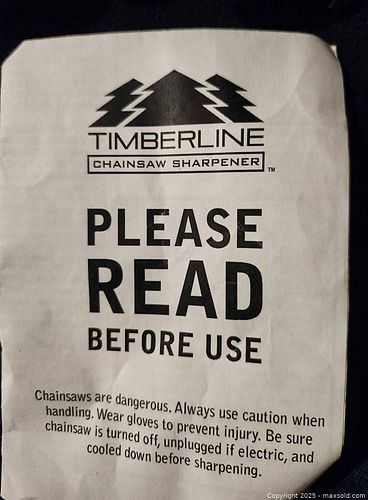 TIMBERLINE
CHAINSAW SHARPENER ™
PLEASE
READ
BEFORE USE
Chainsaws are dangerous. Always use caution when
handling. Wear gloves to prevent injury. Be sure
chainsaw is turned off, unplugged if electric, and
cooled down before sharpening.
Copyright 2025 - maxsold.com